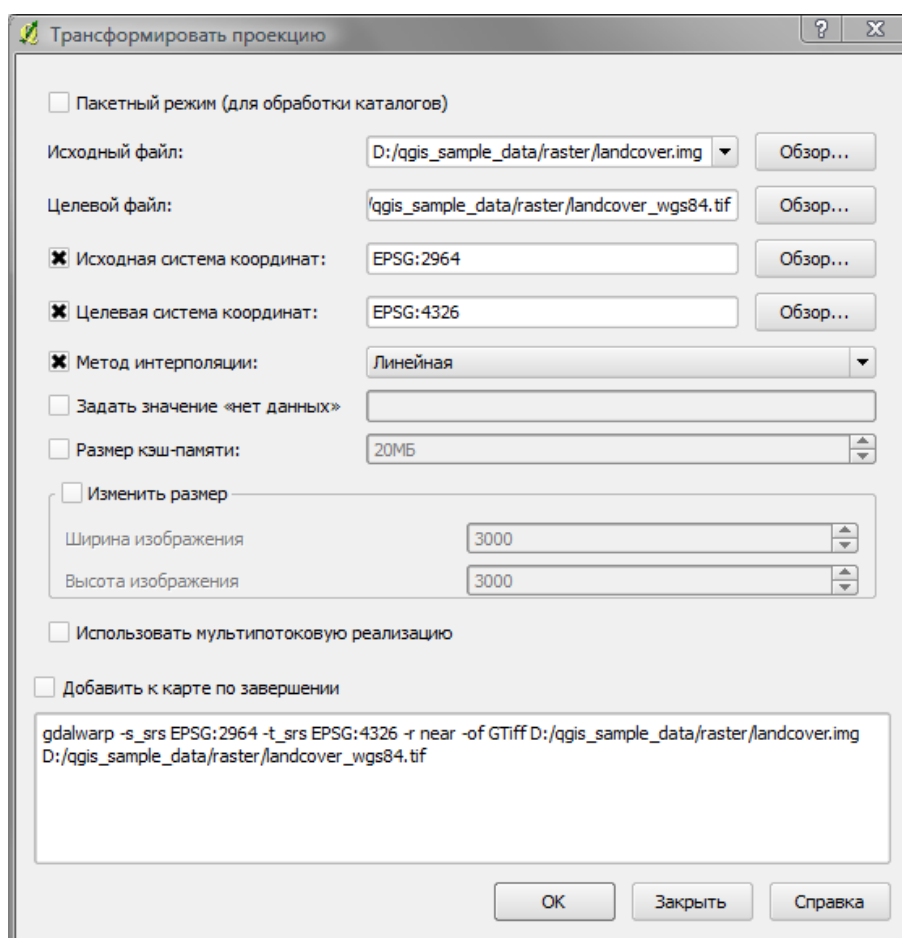 Трансформировать проекцию
Пакетный режим (для обработки каталогов)
Исходный файл: D:/qgis_sample_data/raster/landcover.img Обзор...
Целевой файл: /qgis_sample_data/raster/landcover_wgs84.tif Обзор...
Исходная система координат: EPSG:2964 Обзор...
Целевая система координат: EPSG:4326 Обзор...
Метод интерполяции: Линейная
Задать значение «нет данных»
Размер кэш-памяти: 20МБ
Изменить размер
Ширина изображения 3000
Высота изображения 3000
Использовать мультипотоковую реализацию
Добавить к карте по завершении
gdalwarp -s_srs EPSG:2964 -t_srs EPSG:4326 -r near -of GTiff D:/qgis_sample_data/raster/landcover.img
D:/qgis_sample_data/raster/landcover_wgs84.tif
ОК Закрыть Справка